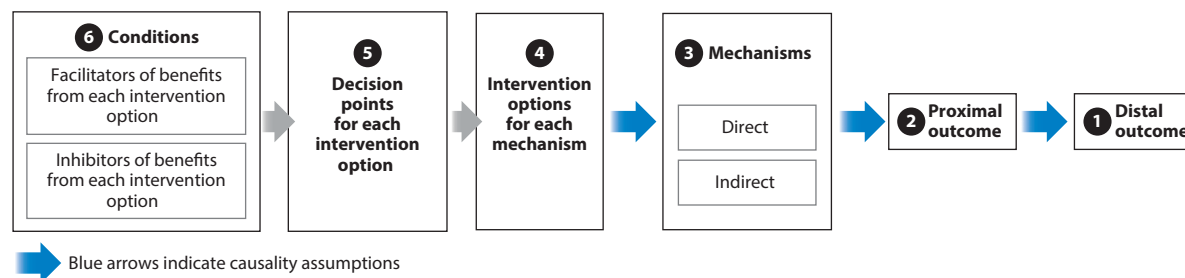 6 Conditions
Facilitators of benefits
from each intervention
option
Inhibitors of benefits
from each intervention
option
5
Decision
points
for each
intervention
option
4
Intervention
options
for each
mechanism
3 Mechanisms
Direct
Indirect
2 Proximal
outcome
1 Distal
outcome
Blue arrows indicate causality assumptions